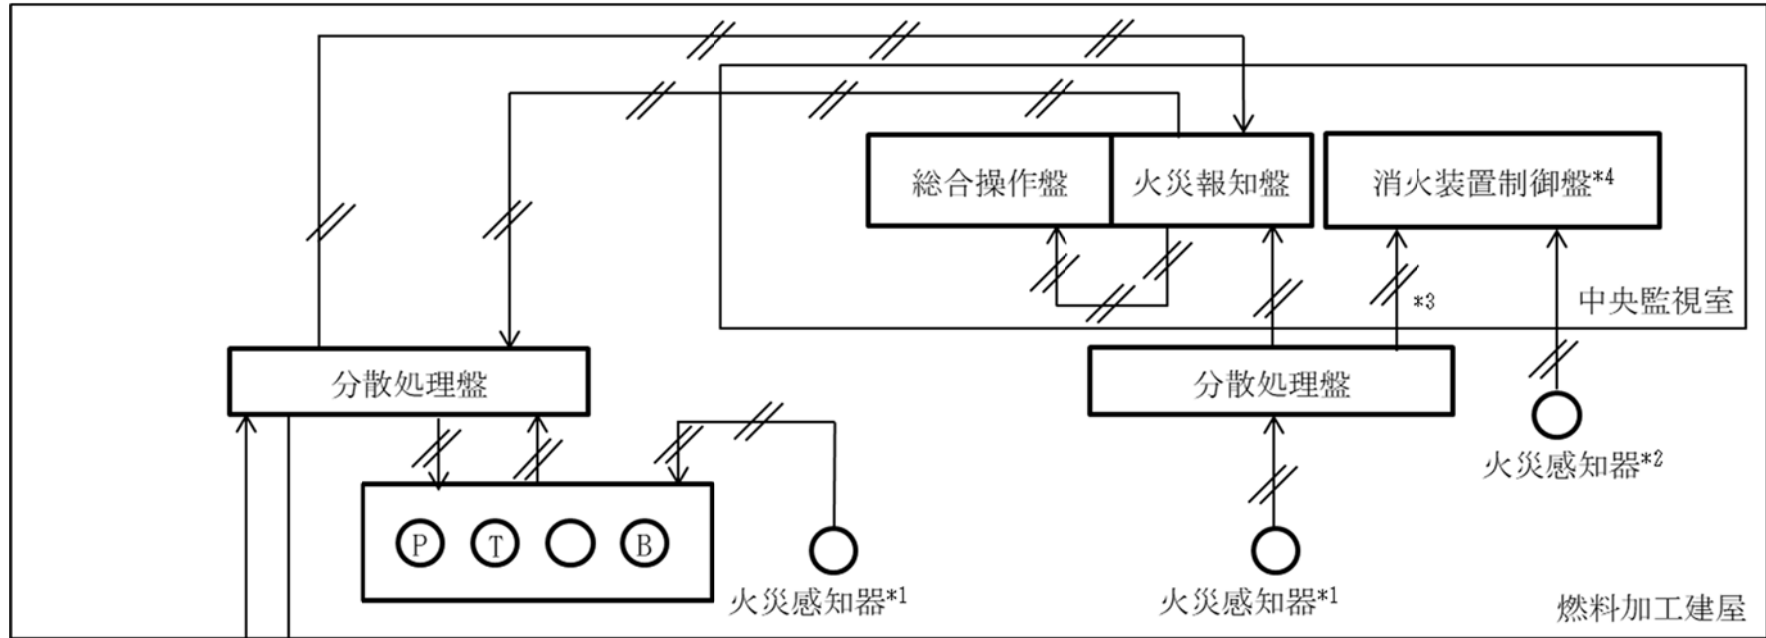 総合操作盤
火災報知盤
消火装置制御盤*4
*3
中央監視室
分散処理盤
分散処理盤
火災感知器*2
P
T
B
火災感知器*1
火災感知器*1
燃料加工建屋